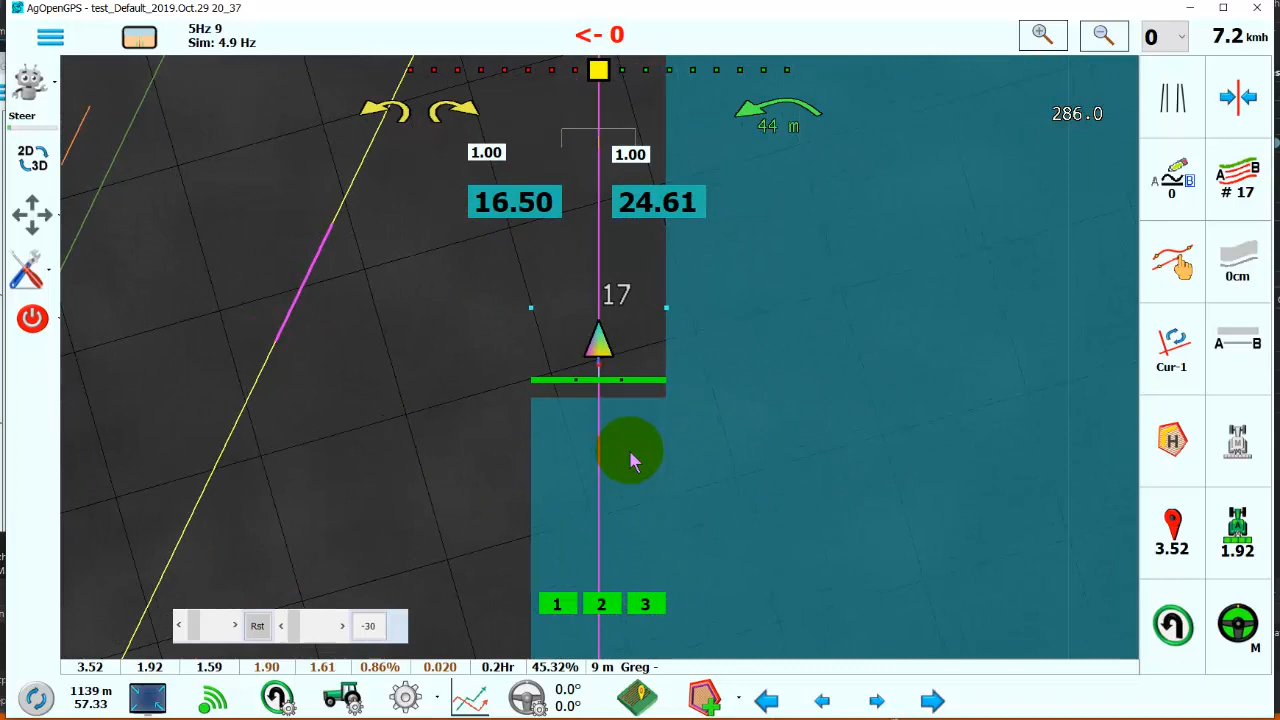 AgOpenGPS - test_Default_2019.Oct.29 20_37
5Hz 9
Sim: 4.9 Hz
<- 0
0
7.2 kmh
Steer
2D
3D
44 m
286.0
1.00
1.00
16.50
24.61
17
A B
0
A B
# 17
0cm
Cur-1
A B
H
M
3.52
1.92
M
1 2 3
< > Rst < > -30
3.52 1.92 1.59 1.90 1.61 0.86% 0.020 0.2Hr 45.32% 9 m Greg -
1139 m
57.33
0.0°
0.0°